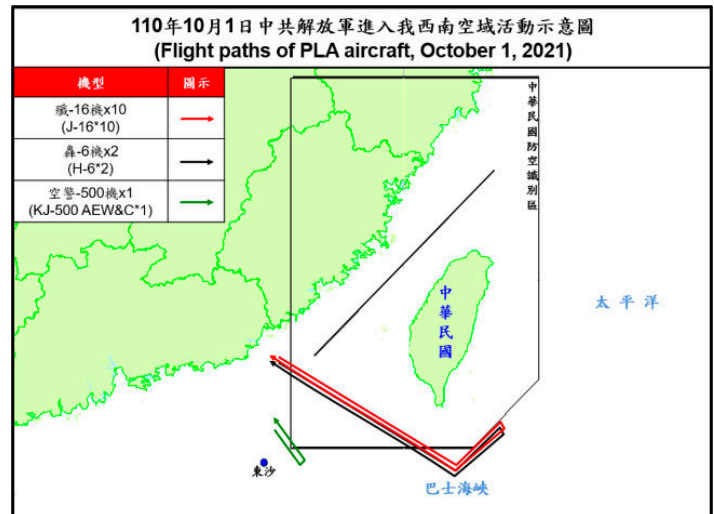 110年10月1日中共解放軍進入我西南空域活動示意圖
(Flight paths of PLA aircraft, October 1, 2021)
機型 圖示
殲-16機x10
(J-16*10)
轟-6機x2
(H-6*2)
空警-500機x1
(KJ-500 AEW&C*1)
中華民國防空識別區
中華民國
太平洋
東沙
巴士海峽